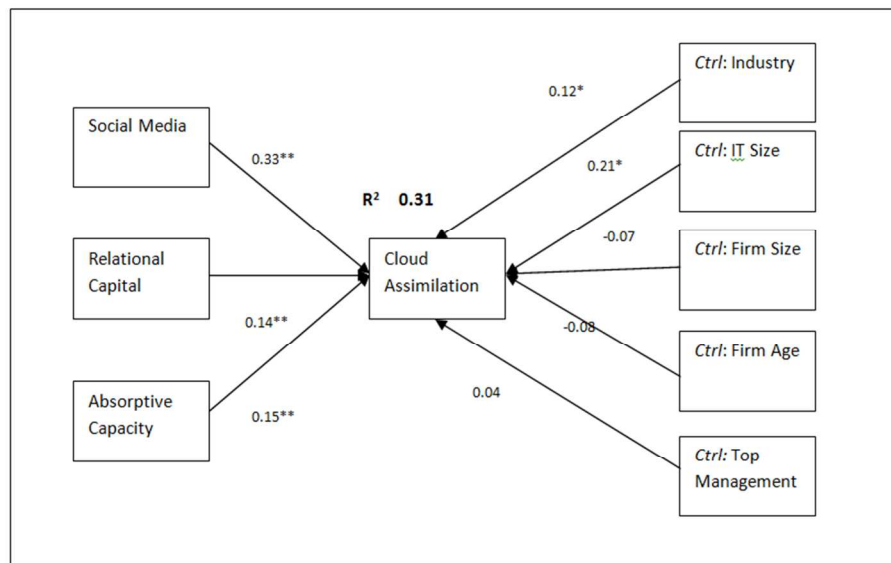 Social Media
0.33**
Relational
Capital
0.14**
Absorptive
Capacity
0.15**
R² 0.31
Cloud
Assimilation
0.12*
Ctrl: Industry
0.21*
Ctrl: IT Size
-0.07
Ctrl: Firm Size
-0.08
Ctrl: Firm Age
0.04
Ctrl: Top
Management